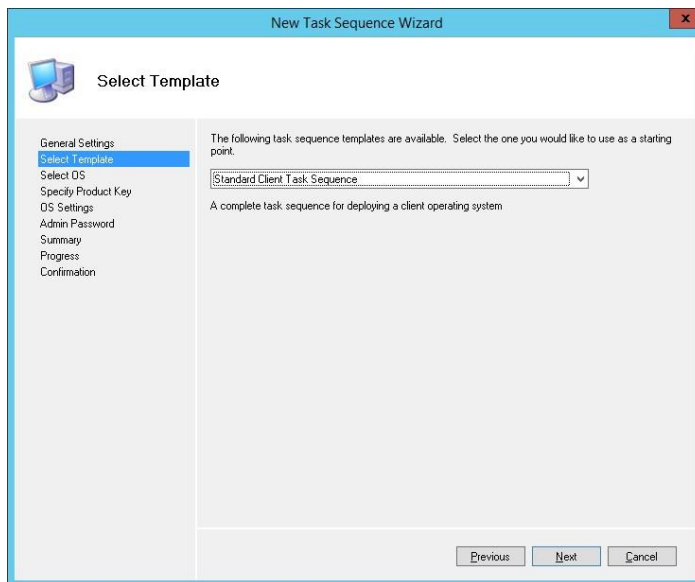 New Task Sequence Wizard
x
Select Template
General Settings
Select Template
Select OS
Specify Product Key
OS Settings
Admin Password
Summary
Progress
Confirmation
The following task sequence templates are available. Select the one you would like to use as a starting
point.
Standard Client Task Sequence
A complete task sequence for deploying a client operating system
Previous
Next
Cancel